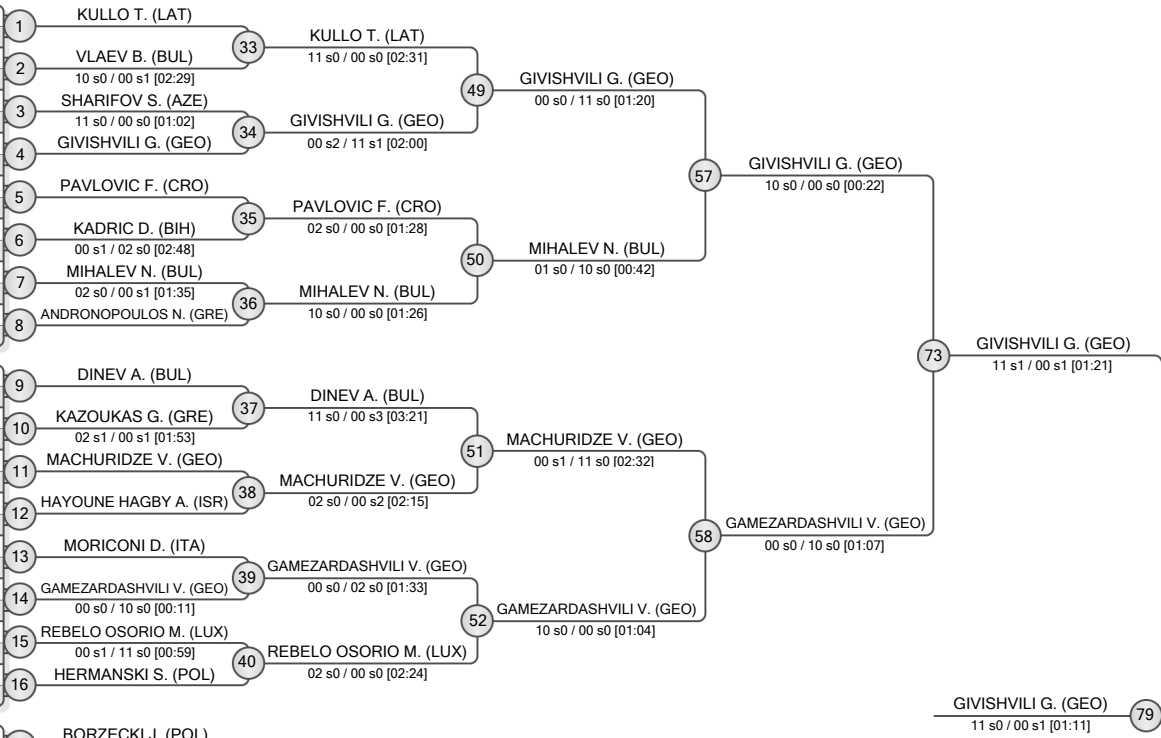 1
KULLO T. (LAT)
2
VLAEV B. (BUL)
10 s0 / 00 s1 [02:29]
33
KULLO T. (LAT)
11 s0 / 00 s0 [02:31]
3
SHARIFOV S. (AZE)
11 s0 / 00 s0 [01:02]
4
GIVISHVILI G. (GEO)
34
GIVISHVILI G. (GEO)
00 s2 / 11 s1 [02:00]
49
GIVISHVILI G. (GEO)
00 s0 / 11 s0 [01:20]
5
PAVLOVIC F. (CRO)
6
KADRIC D. (BIH)
00 s1 / 02 s0 [02:48]
35
PAVLOVIC F. (CRO)
02 s0 / 00 s0 [01:28]
7
MIHALEV N. (BUL)
02 s0 / 00 s1 [01:35]
8
ANDRONOPOULOS N. (GRE)
36
MIHALEV N. (BUL)
10 s0 / 00 s0 [01:26]
50
MIHALEV N. (BUL)
01 s0 / 10 s0 [00:42]
57
GIVISHVILI G. (GEO)
10 s0 / 00 s0 [00:22]
9
DINEV A. (BUL)
10
KAZOUKAS G. (GRE)
02 s1 / 00 s1 [01:53]
37
DINEV A. (BUL)
11 s0 / 00 s3 [03:21]
11
MACHURIDZE V. (GEO)
12
HAYOUNE HAGBY A. (ISR)
38
MACHURIDZE V. (GEO)
02 s0 / 00 s2 [02:15]
51
MACHURIDZE V. (GEO)
00 s1 / 11 s0 [02:32]
13
MORICONI D. (ITA)
14
GAMEZARDASHVILI V. (GEO)
00 s0 / 10 s0 [00:11]
39
GAMEZARDASHVILI V. (GEO)
00 s0 / 02 s0 [01:33]
15
REBELO OSORIO M. (LUX)
00 s1 / 11 s0 [00:59]
16
HERMANSKI S. (POL)
40
REBELO OSORIO M. (LUX)
02 s0 / 00 s0 [02:24]
52
GAMEZARDASHVILI V. (GEO)
10 s0 / 00 s0 [01:04]
58
GAMEZARDASHVILI V. (GEO)
00 s0 / 10 s0 [01:07]
73
GIVISHVILI G. (GEO)
11 s1 / 00 s1 [01:21]
GIVISHVILI G. (GEO)
11 s0 / 00 s1 [01:11]
79
BORZECKI J. (POL)